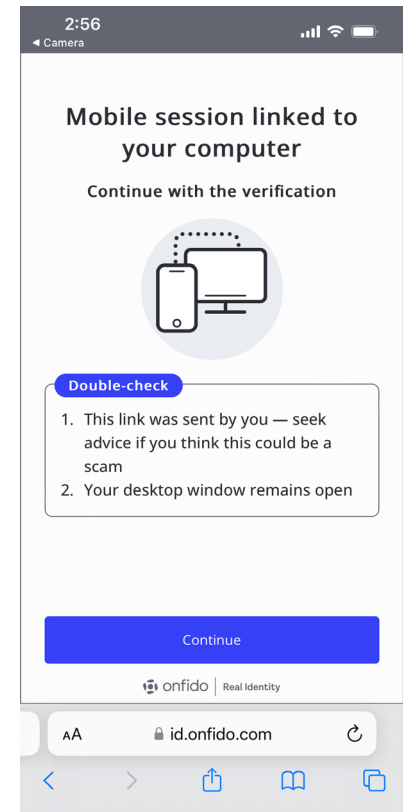 2:56
◀ Camera
Mobile session linked to
your computer
Continue with the verification
Double-check
1. This link was sent by you — seek
advice if you think this could be a
scam
2. Your desktop window remains open
Continue
onfido | Real Identity
AA id.onfido.com